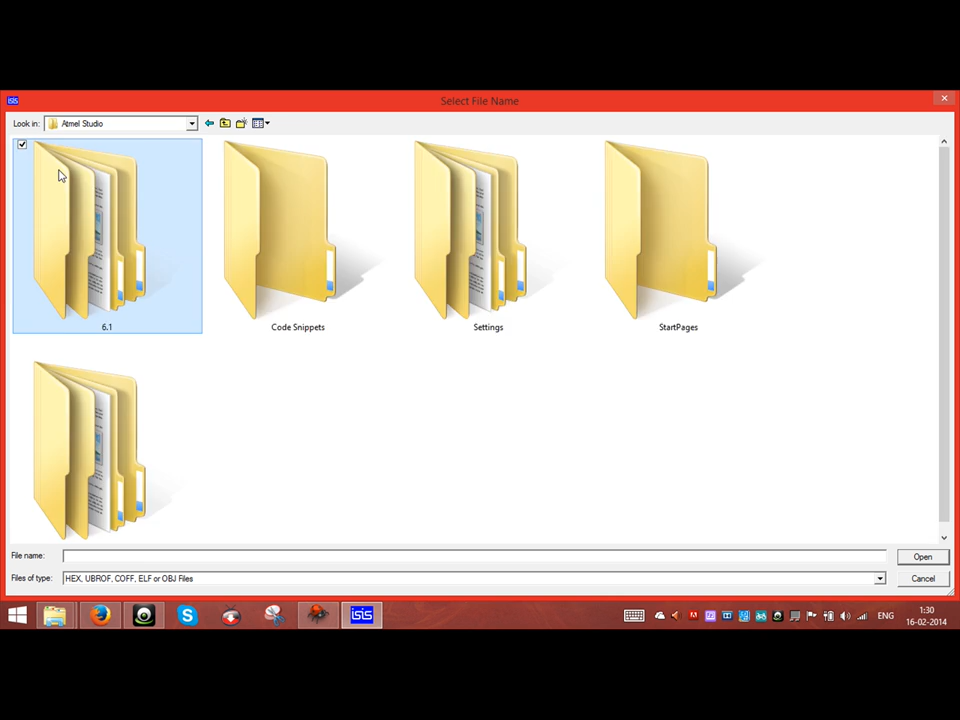 isis
Select File Name
Look in:
Atmel Studio
6.1
Code Snippets
Settings
StartPages
File name:
Open
Files of type:
HEX, UBROF, COFF, ELF or OBJ Files
Cancel
isis
ENG
1:30
16-02-2014